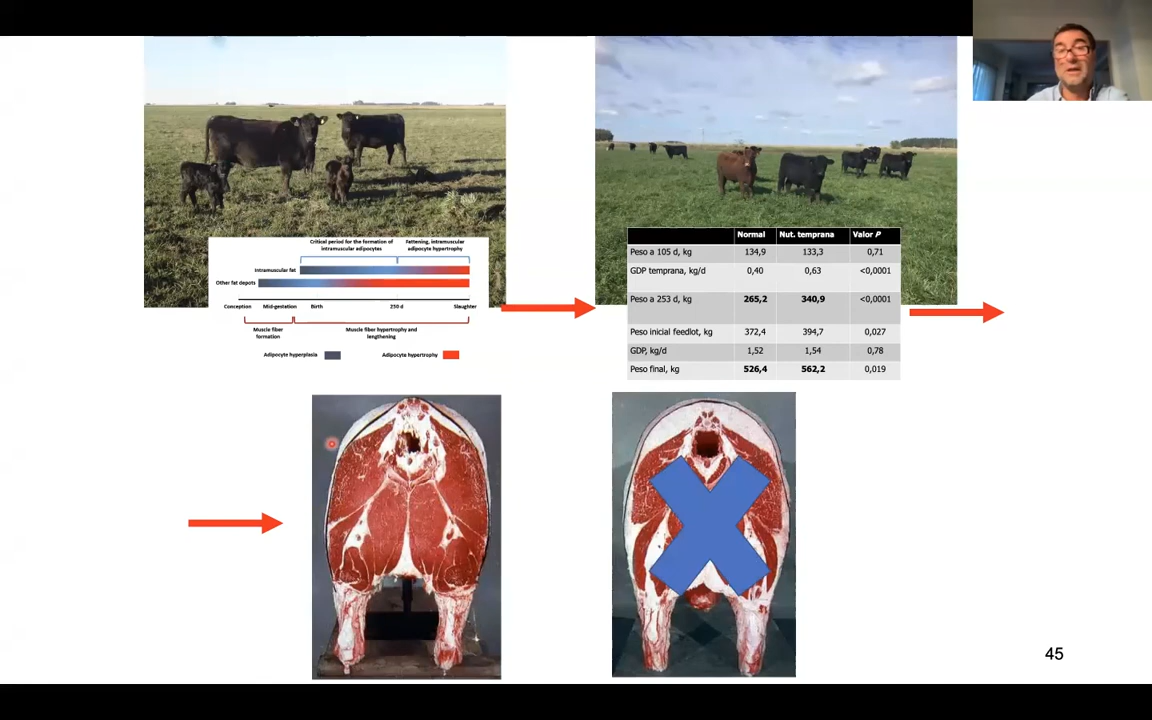 Critical period for the formation of
intramuscular adipocytes
Fattening, intramuscular
adipocyte hypertrophy
Intramuscular fat
Other fat depots
Conception Mid-gestation Birth 250 d Slaughter
Muscle fiber
formation
Muscle fiber hypertrophy and
lengthening
Adipocyte hyperplasia
Adipocyte hypertrophy
Normal Nut. temprana Valor P
Peso a 105 d, kg 134,9 133,3 0,71
GDP temprana, kg/d 0,40 0,63 <0,0001
Peso a 253 d, kg 265,2 340,9 <0,0001
Peso inicial feedlot, kg 372,4 394,7 0,027
GDP, kg/d 1,52 1,54 0,78
Peso final, kg 526,4 562,2 0,019
45